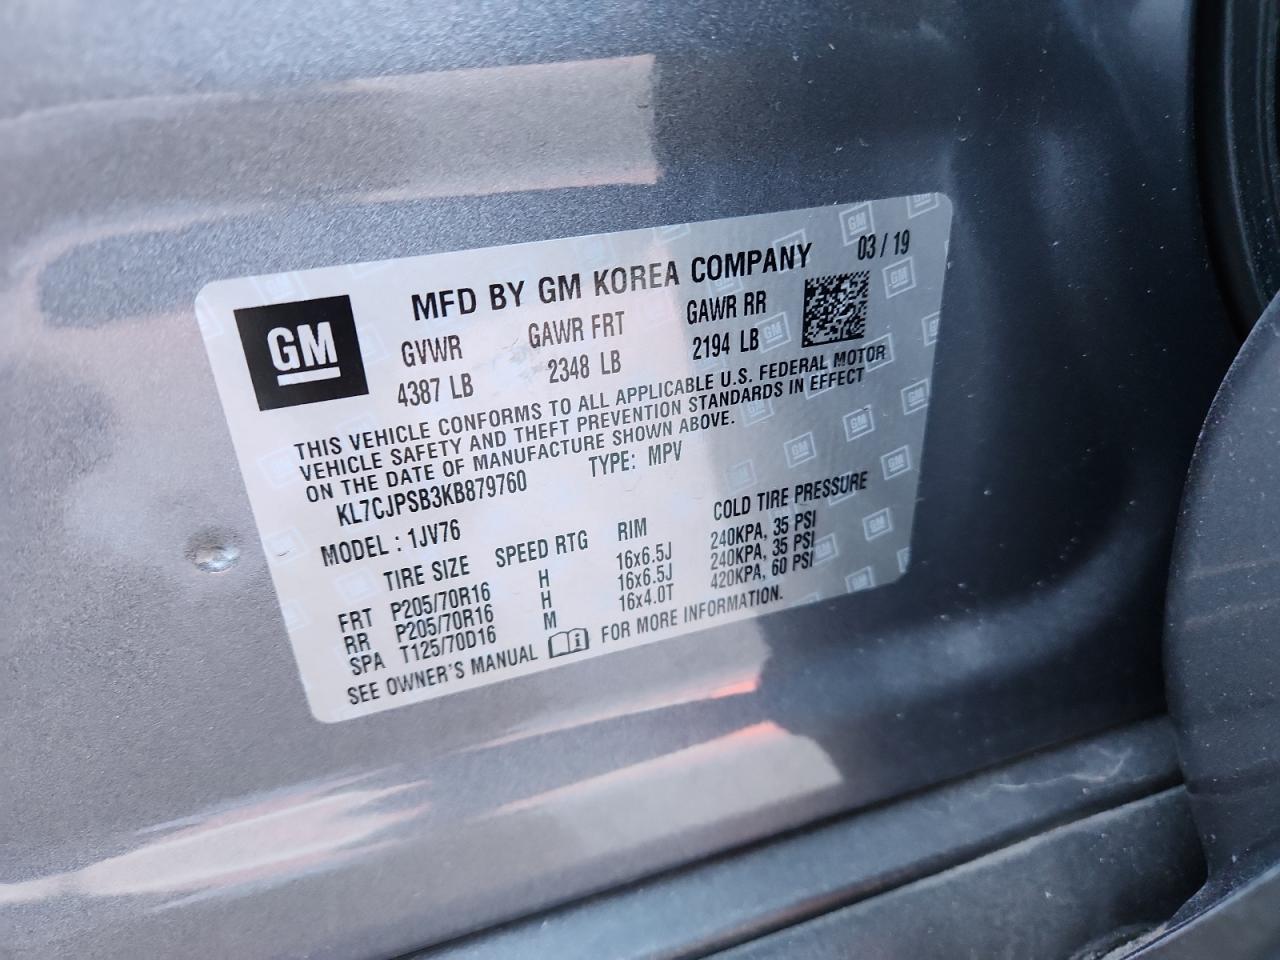 GM
MFD BY GM KOREA COMPANY 03 / 19
GVWR GAWR FRT GAWR RR
4387 LB 2348 LB 2194 LB
THIS VEHICLE CONFORMS TO ALL APPLICABLE U.S. FEDERAL MOTOR
VEHICLE SAFETY AND THEFT PREVENTION STANDARDS IN EFFECT
ON THE DATE OF MANUFACTURE SHOWN ABOVE.
KL7CJPSB3KB879760 TYPE: MPV
MODEL : 1JV76
TIRE SIZE SPEED RTG RIM COLD TIRE PRESSURE
FRT P205/70R16 H 16x6.5J 240KPA, 35 PSI
RR P205/70R16 H 16x6.5J 240KPA, 35 PSI
SPA T125/70D16 M 16x4.0T 420KPA, 60 PSI
SEE OWNER'S MANUAL FOR MORE INFORMATION.